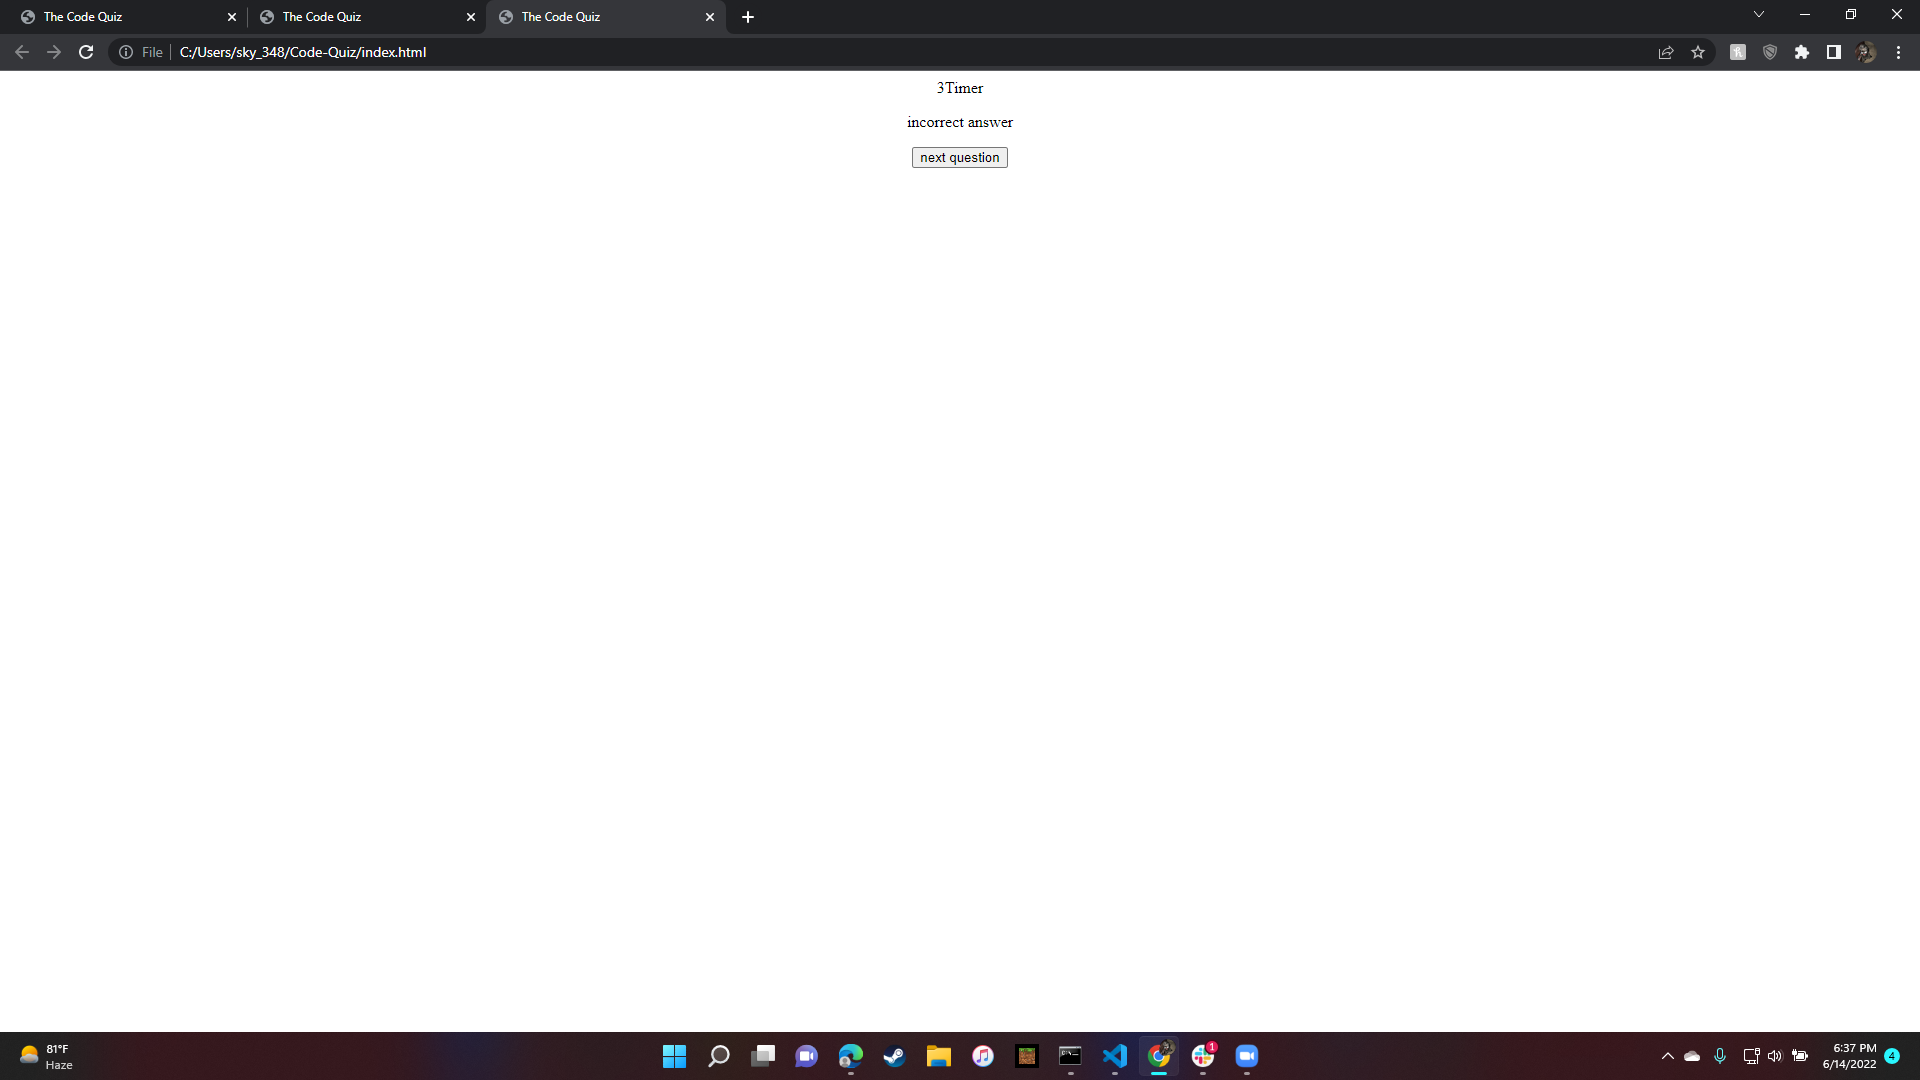 The Code Quiz
The Code Quiz
The Code Quiz
File
C:/Users/sky_348/Code-Quiz/index.html
3Timer
incorrect answer
next question
81°F
Haze
1
6:37 PM
6/14/2022
4